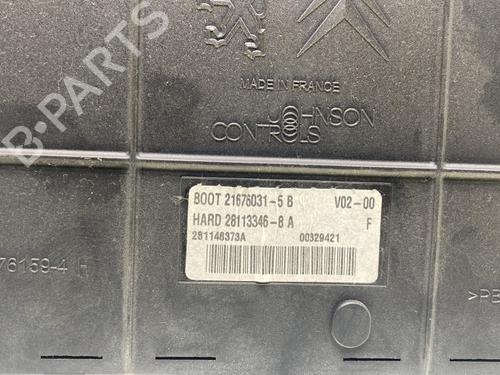 B-PARTS
MADE IN FRANCE
JOHNSON
CONTROLS
BOOT 21676031-5 B V02-00
HARD 28113346-8 A F
281146373A 00329421
76159-4 H
>PB
B-PARTS